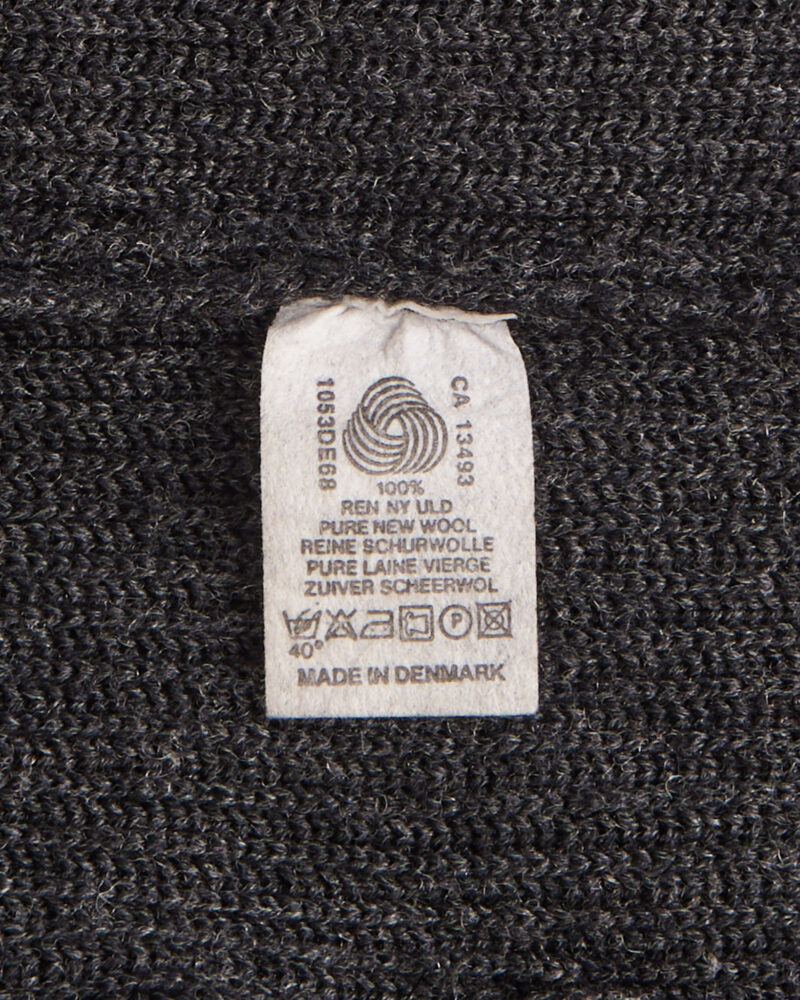 1053DE68
CA 13493
100%
REN NY ULD
PURE NEW WOOL
REINE SCHURWOLLE
PURE LAINE VIERGE
ZUIVER SCHEERWOL
P
40°
MADE IN DENMARK